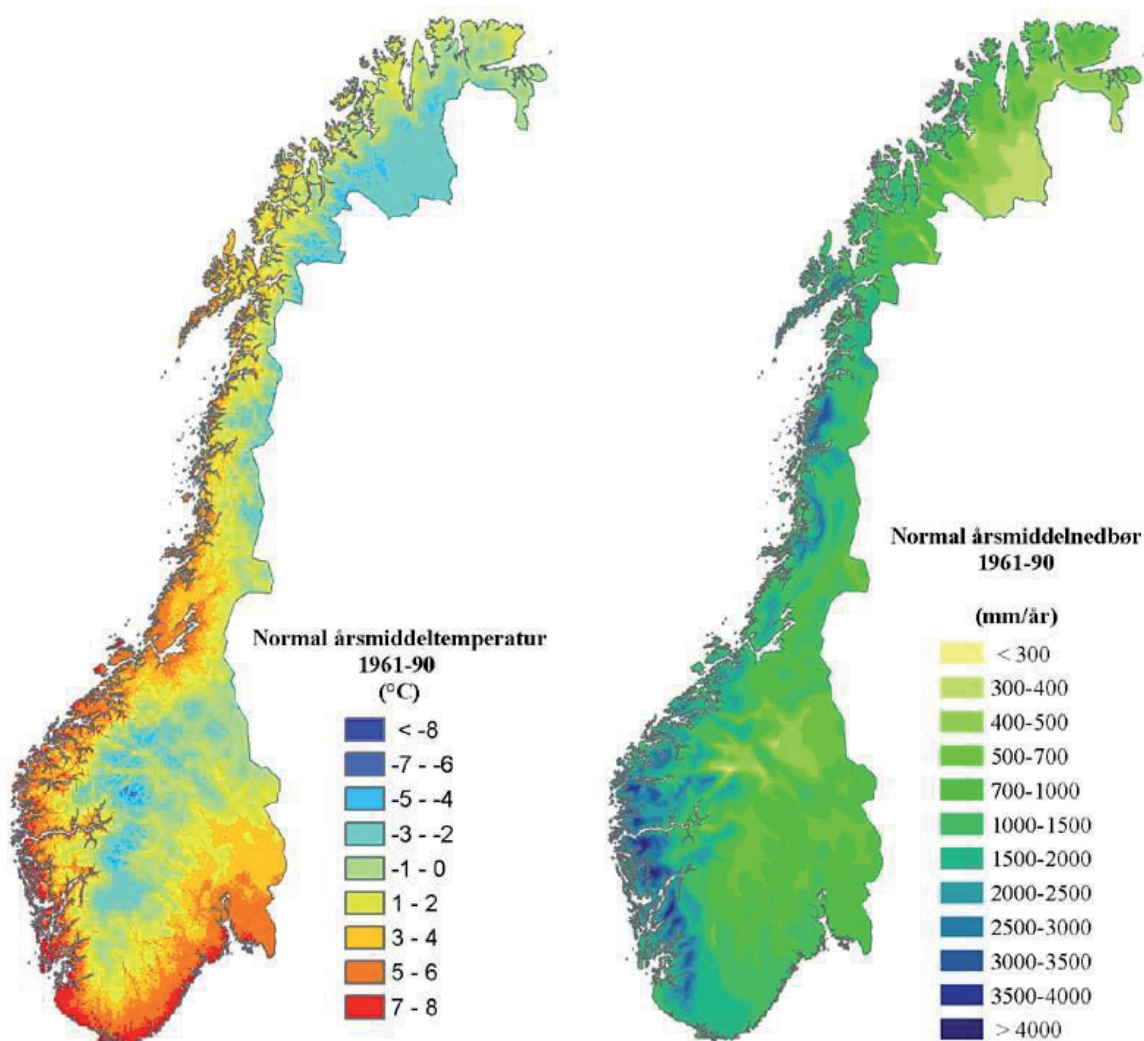 Normal årsmiddeltemperatur
1961-90
(°C)
< -8
-7 - -6
-5 - -4
-3 - -2
-1 - 0
1 - 2
3 - 4
5 - 6
7 - 8
Normal årsmiddelnedbør
1961-90
(mm/år)
< 300
300-400
400-500
500-700
700-1000
1000-1500
1500-2000
2000-2500
2500-3000
3000-3500
3500-4000
> 4000